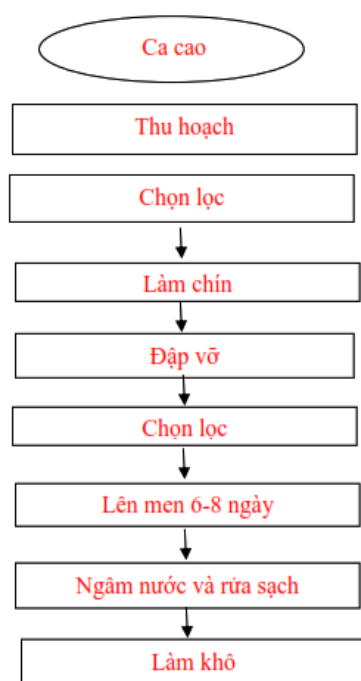 Ca cao
Thu hoạch
Chọn lọc
Làm chín
Đập vỡ
Chọn lọc
Lên men 6-8 ngày
Ngâm nước và rửa sạch
Làm khô